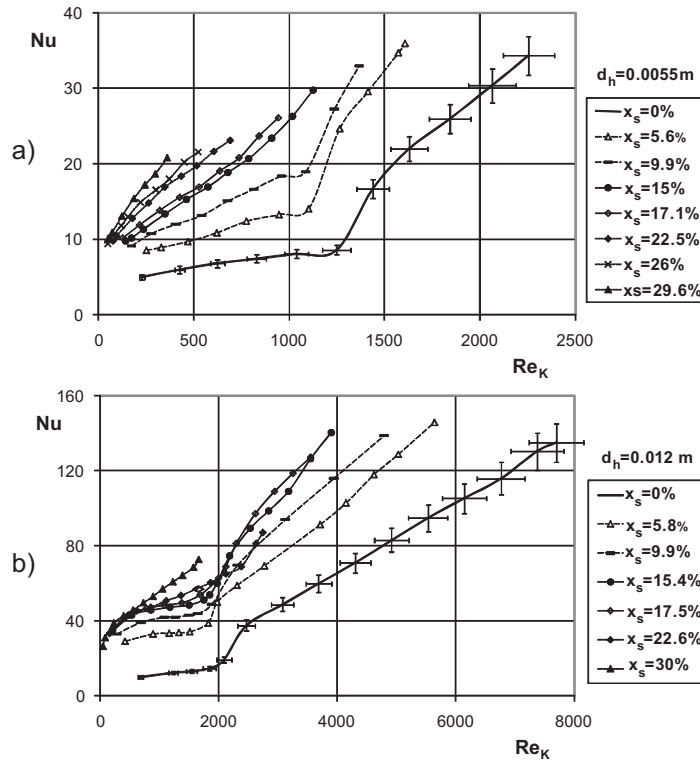 a)
Nu
40
30
20
10
0
0 500 1000 1500 2000 2500
Re_K
d_h=0.0055m
x_s=0%
x_s=5.6%
x_s=9.9%
x_s=15%
x_s=17.1%
x_s=22.5%
x_s=26%
xs=29.6%
b)
Nu
160
120
80
40
0
0 2000 4000 6000 8000
Re_K
d_h=0.012 m
x_s=0%
x_s=5.8%
x_s=9.9%
x_s=15.4%
x_s=17.5%
x_s=22.6%
x_s=30%